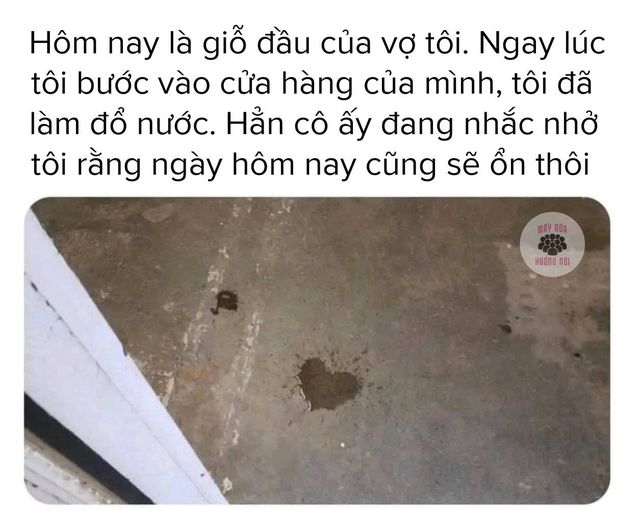 Hôm nay là giỗ đầu của vợ tôi. Ngay lúc
tôi bước vào cửa hàng của mình, tôi đã
làm đổ nước. Hẳn cô ấy đang nhắc nhở
tôi rằng ngày hôm nay cũng sẽ ổn thôi
MẤY ĐỨA
HƯỚNG NỘI